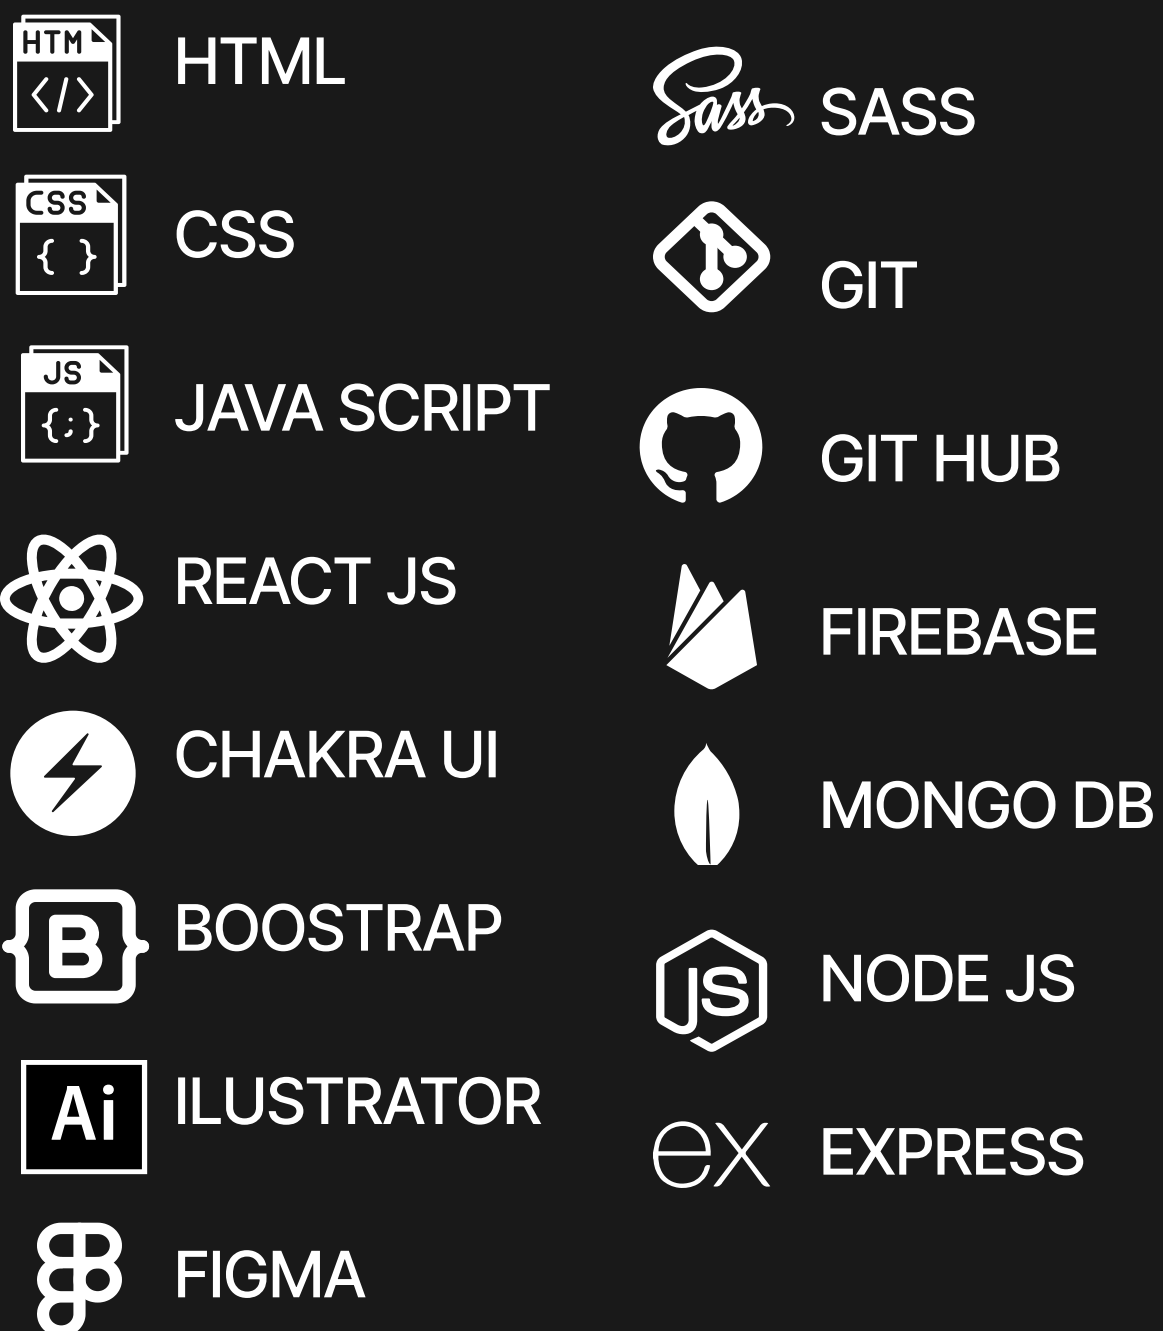 HTM
</>
HTML
CSS
{ }
CSS
JS
{;}
JAVA SCRIPT
REACT JS
CHAKRA UI
B
BOOSTRAP
Ai
ILUSTRATOR
FIGMA
Sass
SASS
GIT
GIT HUB
FIREBASE
MONGO DB
JS
NODE JS
ex
EXPRESS